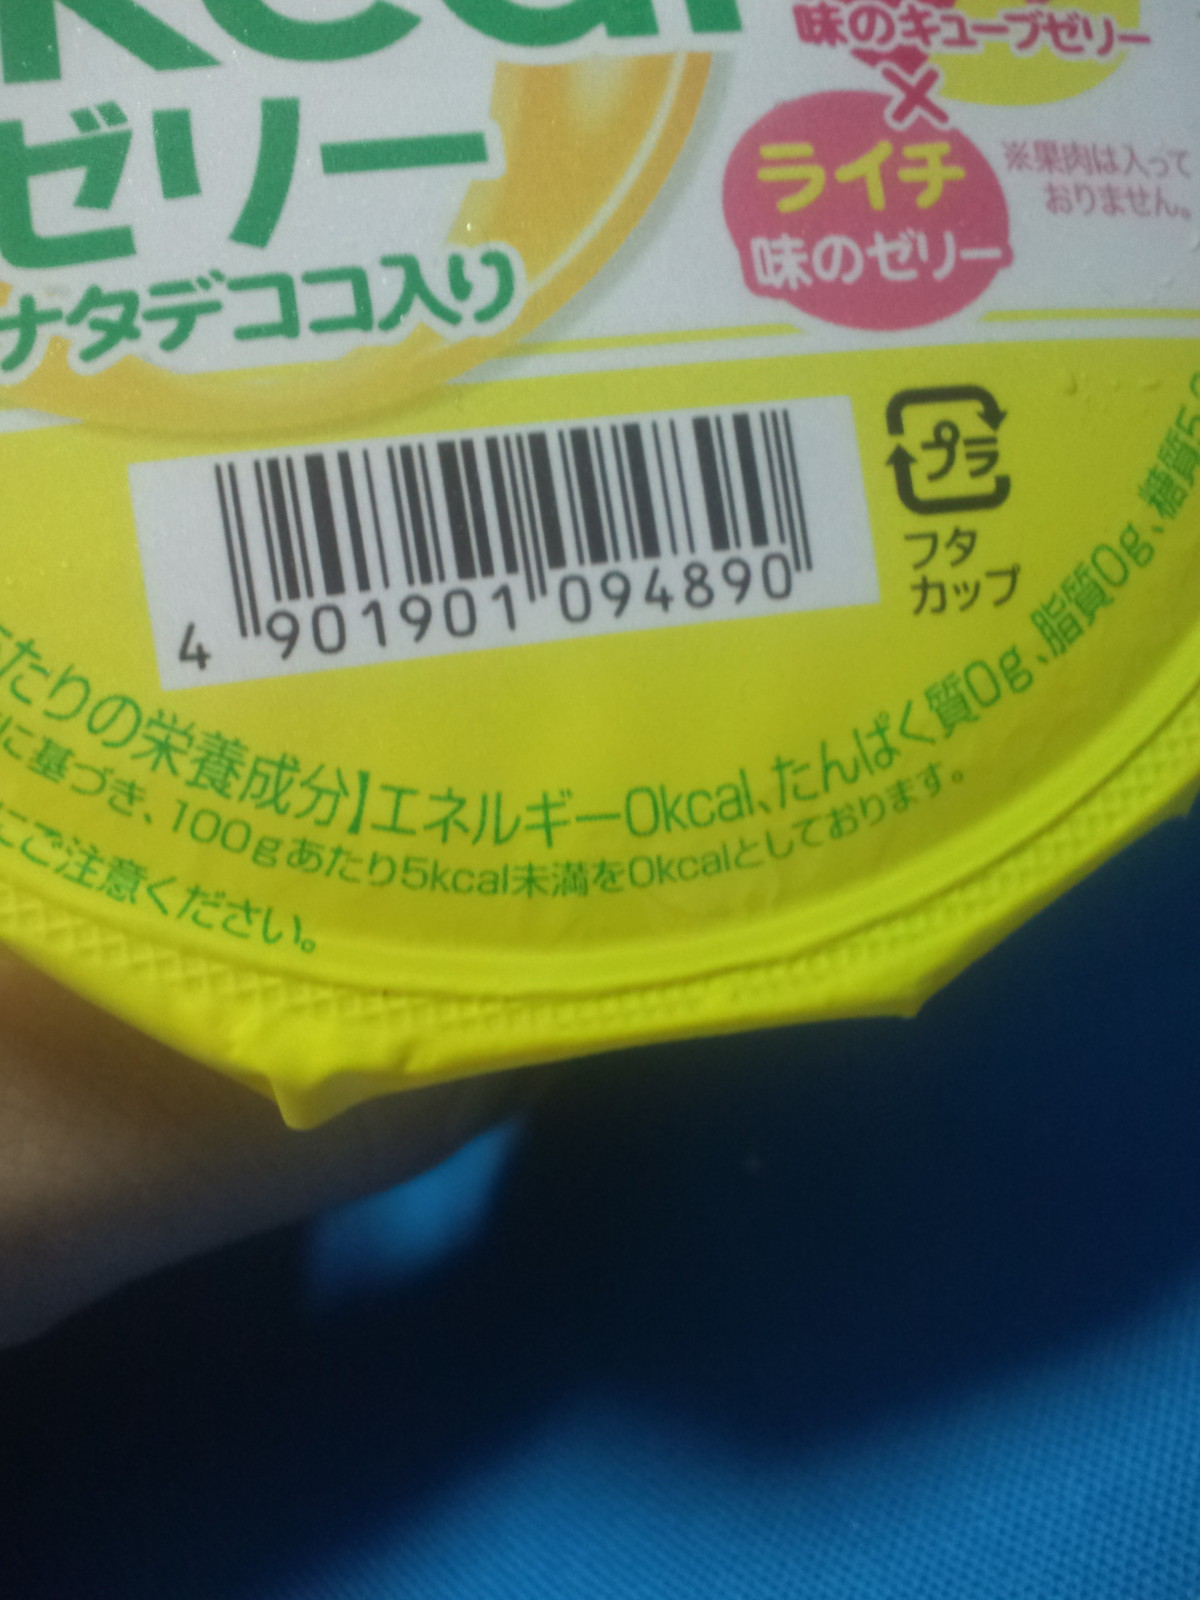 kcal
ゼリー
ナタデココ入り
味のキューブゼリー
×
ライチ
味のゼリー
※果肉は入って
おりません。
4 901901 094890
プラ
フタ
カップ
たりの栄養成分】エネルギー0kcal、たんぱく質0g、脂質0g、糖質5.
に基づき、100gあたり5kcal未満を0kcalとしております。
ご注意ください。